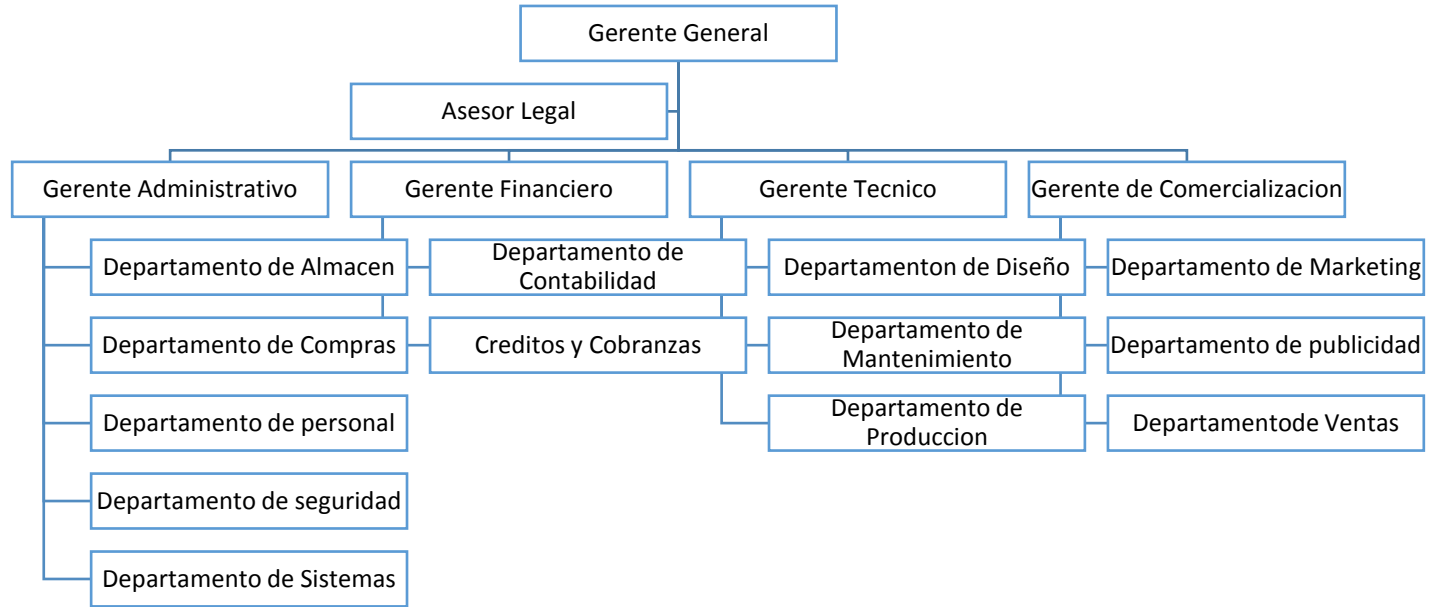 Gerente General
Asesor Legal
Gerente Administrativo
Gerente Financiero
Gerente Tecnico
Gerente de Comercializacion
Departamento de Almacen
Departamento de Compras
Departamento de personal
Departamento de seguridad
Departamento de Sistemas
Departamento de
Contabilidad
Creditos y Cobranzas
Departamenton de Diseño
Departamento de
Mantenimiento
Departamento de
Produccion
Departamento de Marketing
Departamento de publicidad
Departamentode Ventas